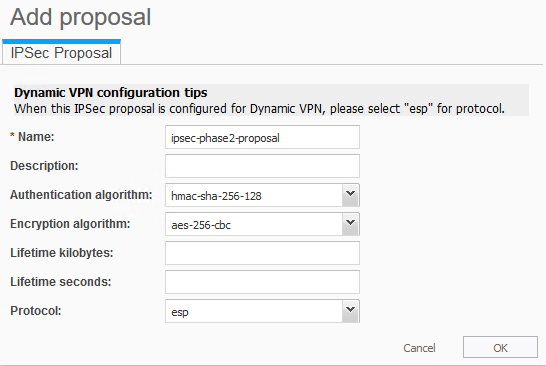 Add proposal
IPSec Proposal
Dynamic VPN configuration tips
When this IPSec proposal is configured for Dynamic VPN, please select "esp" for protocol.
* Name: ipsec-phase2-proposal
Description:
Authentication algorithm: hmac-sha-256-128
Encryption algorithm: aes-256-cbc
Lifetime kilobytes:
Lifetime seconds:
Protocol: esp
Cancel OK